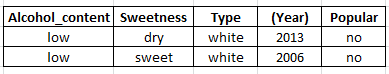 Alcohol_content Sweetness Type (Year) Popular
low dry white 2013 no
low sweet white 2006 no